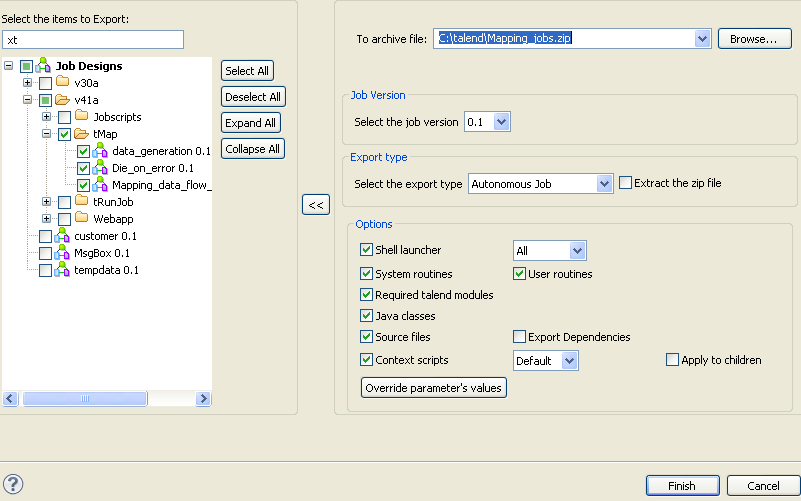 Select the items to Export:
xt
Job Designs
v30a
v41a
Jobscripts
tMap
data_generation 0.1
Die_on_error 0.1
Mapping_data_flow_
tRunJob
Webapp
customer 0.1
MsgBox 0.1
tempdata 0.1
Select All
Deselect All
Expand All
Collapse All
<<
To archive file: C:\talend\Mapping_jobs.zip Browse...
Job Version
Select the job version 0.1
Export type
Select the export type Autonomous Job Extract the zip file
Options
Shell launcher All
System routines User routines
Required talend modules
Java classes
Source files Export Dependencies
Context scripts Default Apply to children
Override parameter's values
? Finish Cancel